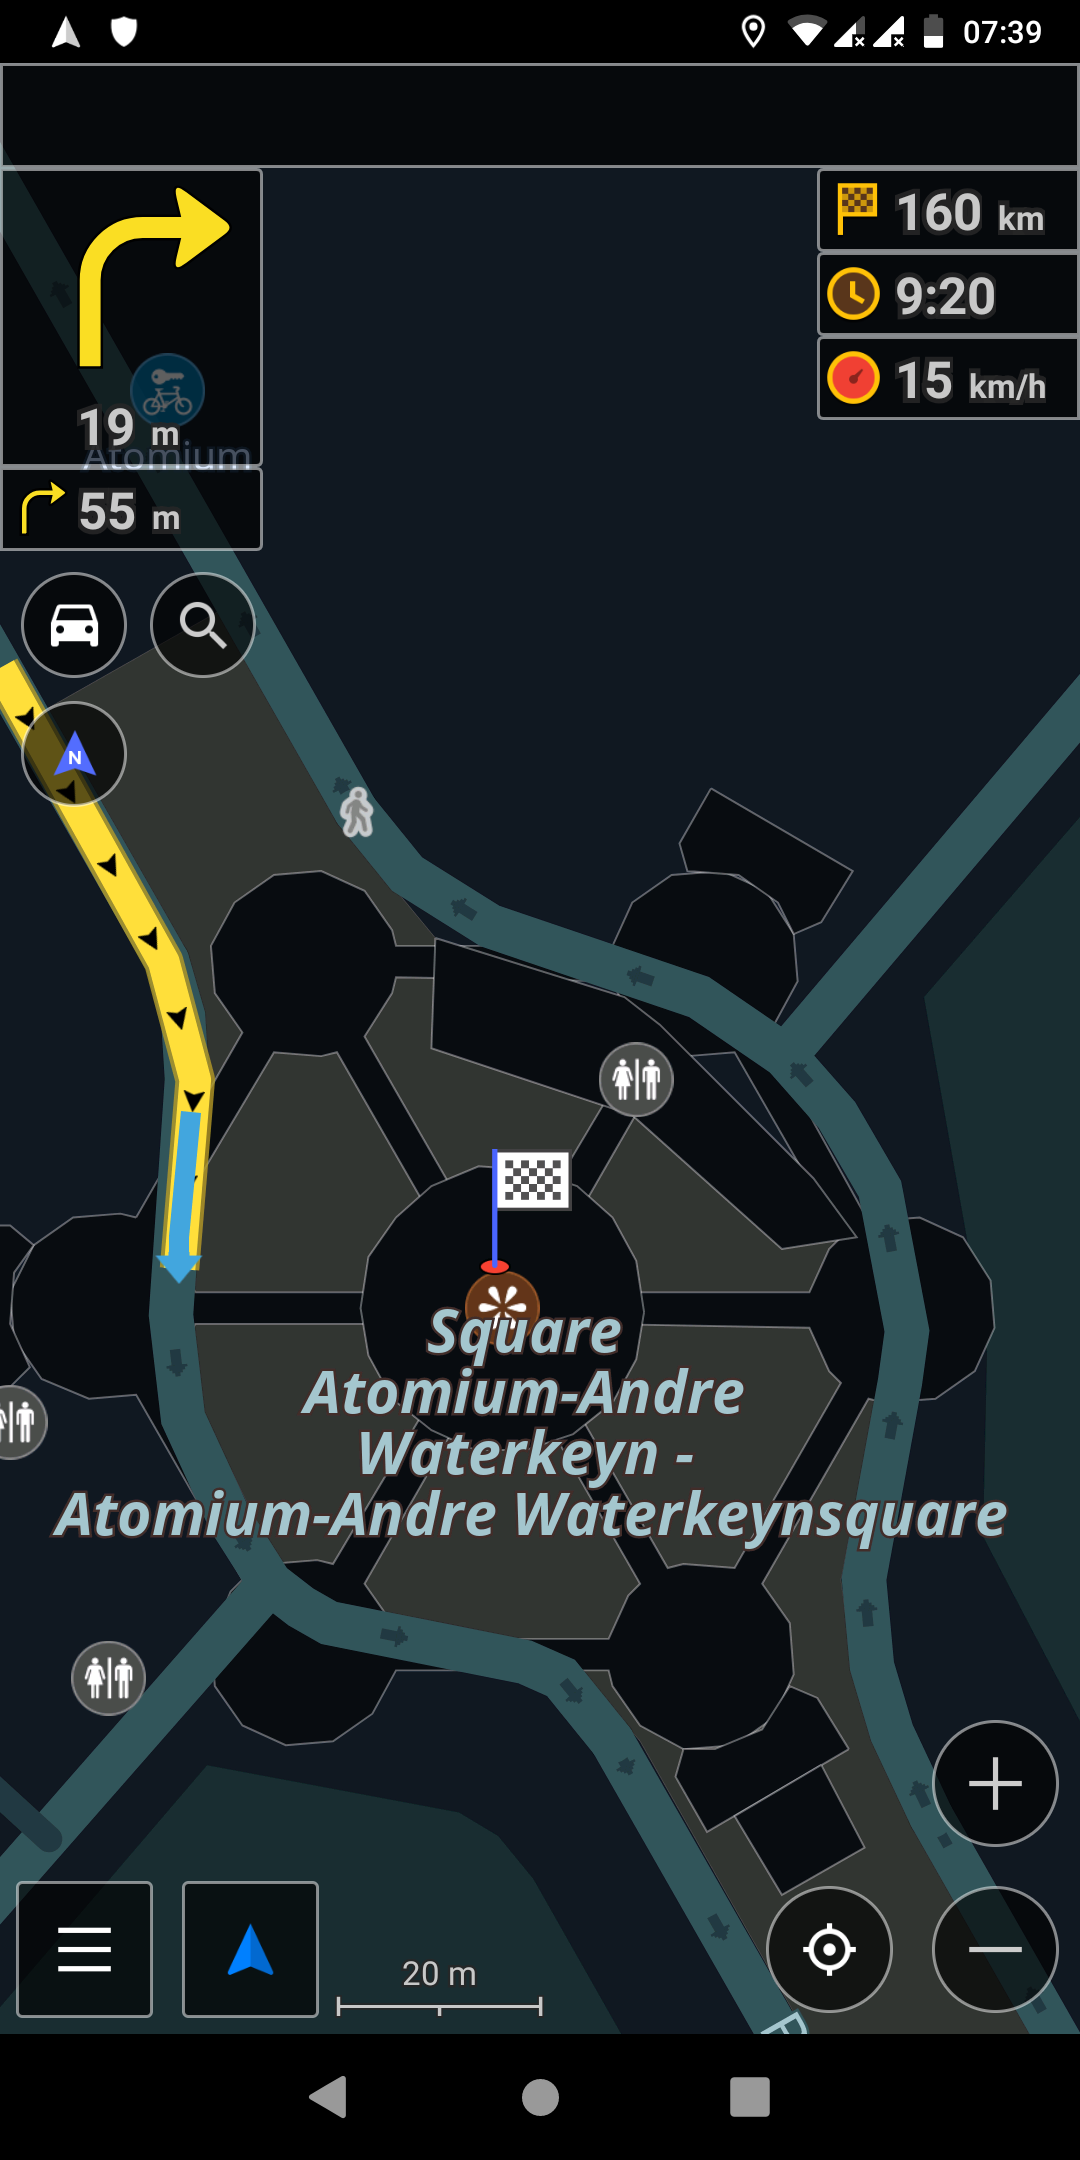 07:39
160 km
9:20
15 km/h
19 m
Atomium
55 m
N
Square
Atomium-Andre
Waterkeyn -
Atomium-Andre Waterkeynsquare
20 m